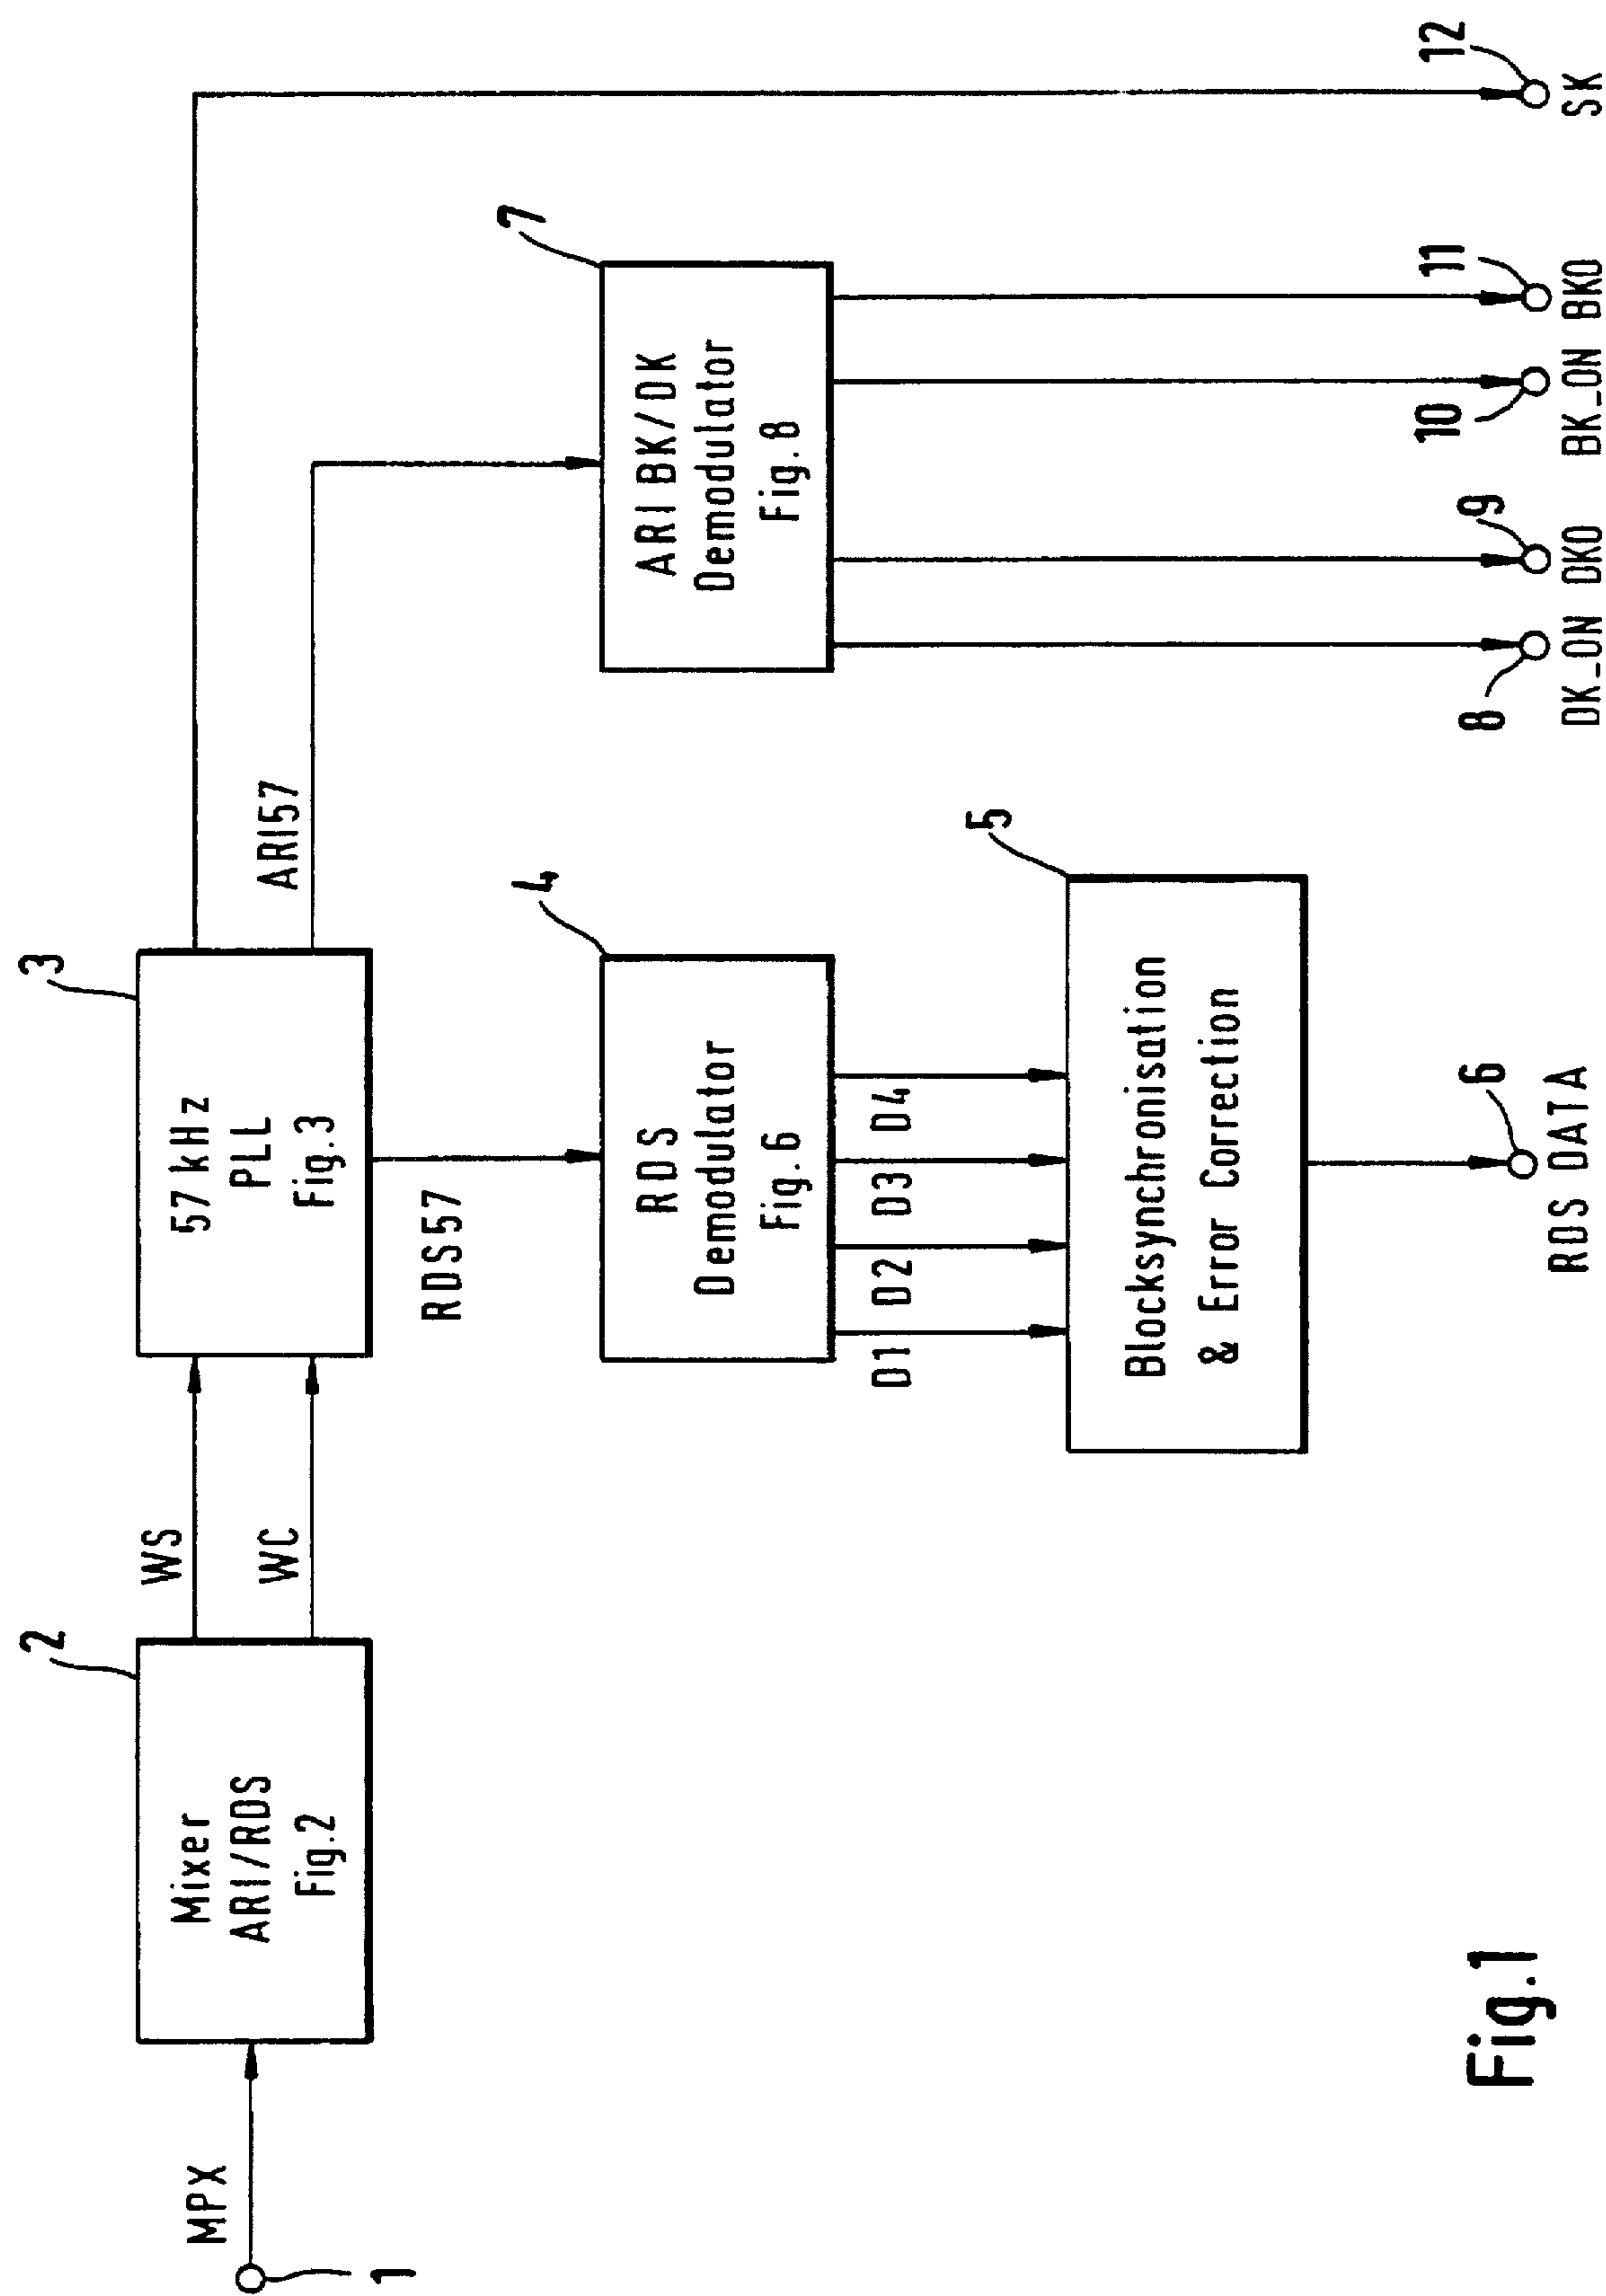 1
MPX
2
Mixer
ARI/RDS
Fig.2
WS
WC
3
57 kHz
PLL
Fig.3
RDS57
ARI57
4
RDS
Demodulator
Fig.6
D1
D2
D3
D4
5
Blocksynchronisation
& Error Correction
6
RDS DATA
7
ARI BK/DK
Demodulator
Fig.8
8
DK_ON
9
DKO
10
BK_ON
11
BKO
12
SK
Fig.1